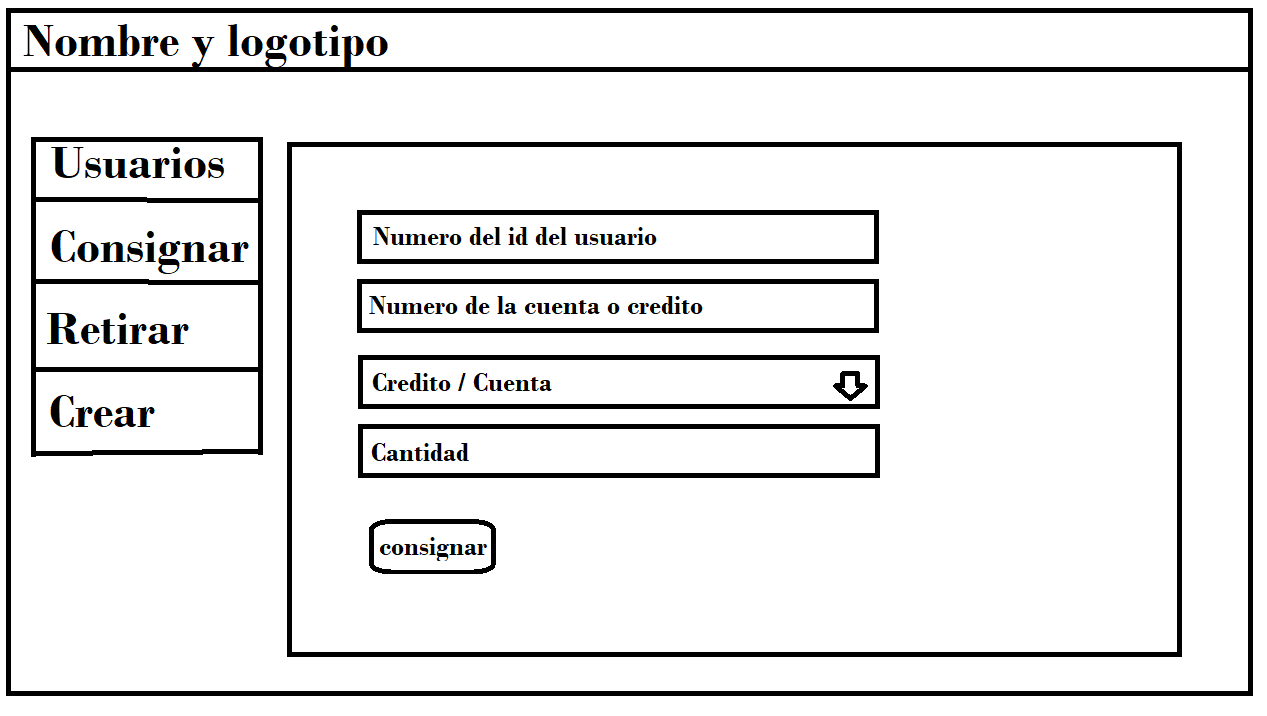 Nombre y logotipo
Usuarios
Consignar
Retirar
Crear
Numero del id del usuario
Numero de la cuenta o credito
Credito / Cuenta
Cantidad
consignar